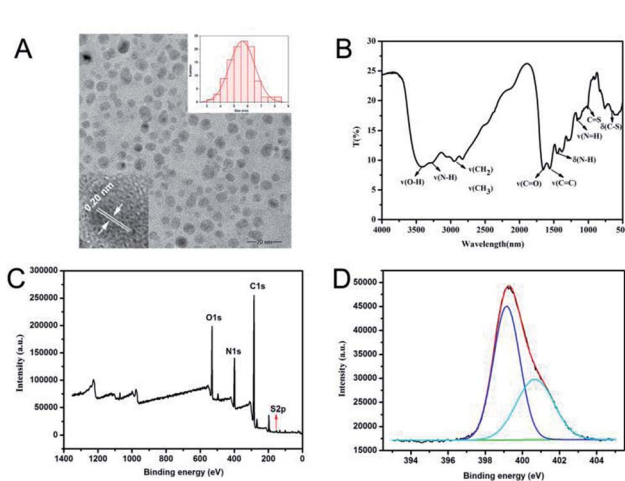 A
0.20 nm
20 nm
B
T(%)
30
25
20
15
10
5
0
ν(O-H)
ν(N-H)
ν(CH2)
ν(CH3)
ν(C=O)
ν(C=C)
δ(N-H)
ν(N=H)
C=S
δ(C-S)
4000 3500 3000 2500 2000 1500 1000 500
Wavelength(nm)
C
Intensity (a.u.)
300000
250000
200000
150000
100000
50000
0
O1s
N1s
C1s
S2p
1400 1200 1000 800 600 400 200 0
Binding energy (eV)
D
Intensity (a.u.)
50000
45000
40000
35000
30000
25000
20000
15000
394 396 398 400 402 404
Binding energy (eV)